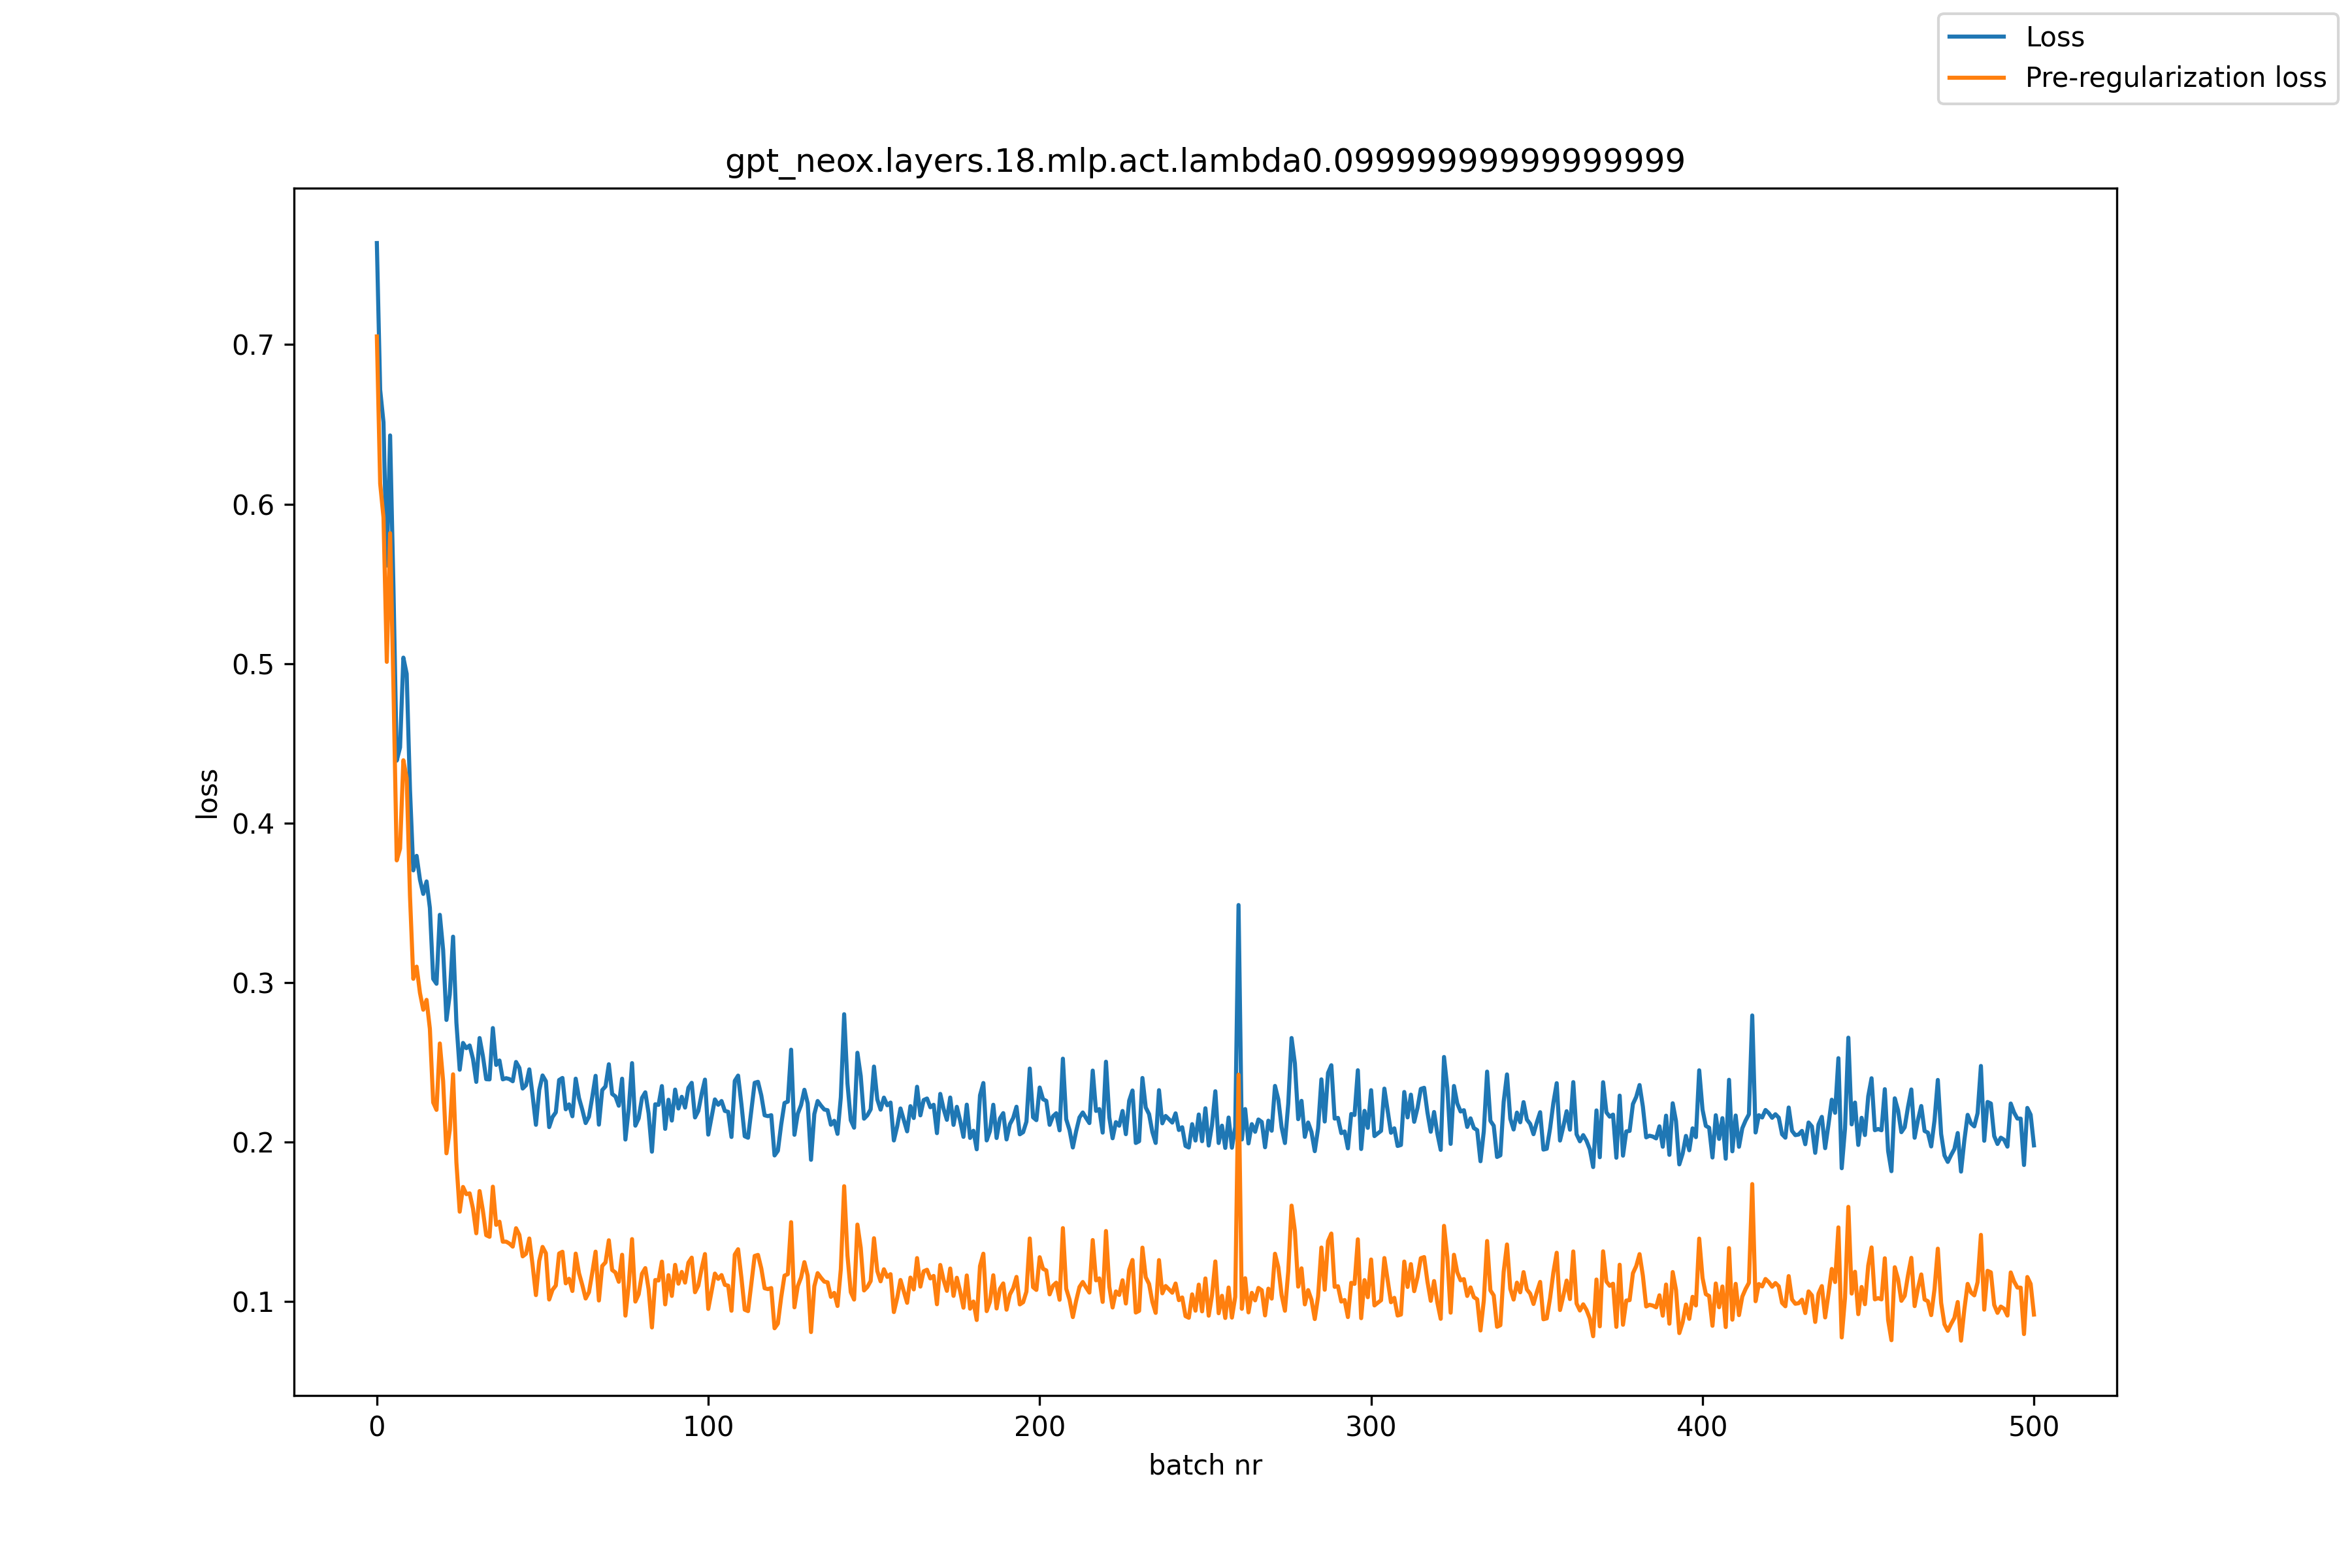 Loss
Pre-regularization loss
gpt_neox.layers.18.mlp.act.lambda0.09999999999999999
0.7
0.6
0.5
0.4
0.3
0.2
0.1
loss
0
100
200
300
400
500
batch nr